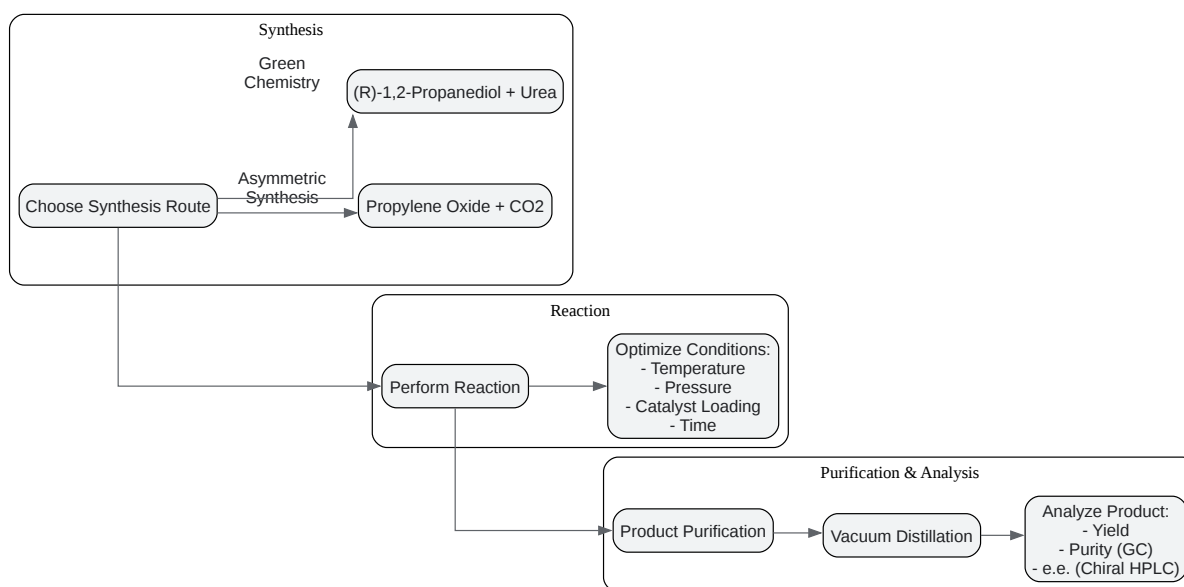 Synthesis
Green
Chemistry
(R)-1,2-Propanediol + Urea
Asymmetric
Synthesis
Choose Synthesis Route
Propylene Oxide + CO2
Reaction
Perform Reaction
Optimize Conditions:
- Temperature
- Pressure
- Catalyst Loading
- Time
Purification & Analysis
Product Purification
Vacuum Distillation
Analyze Product:
- Yield
- Purity (GC)
- e.e. (Chiral HPLC)